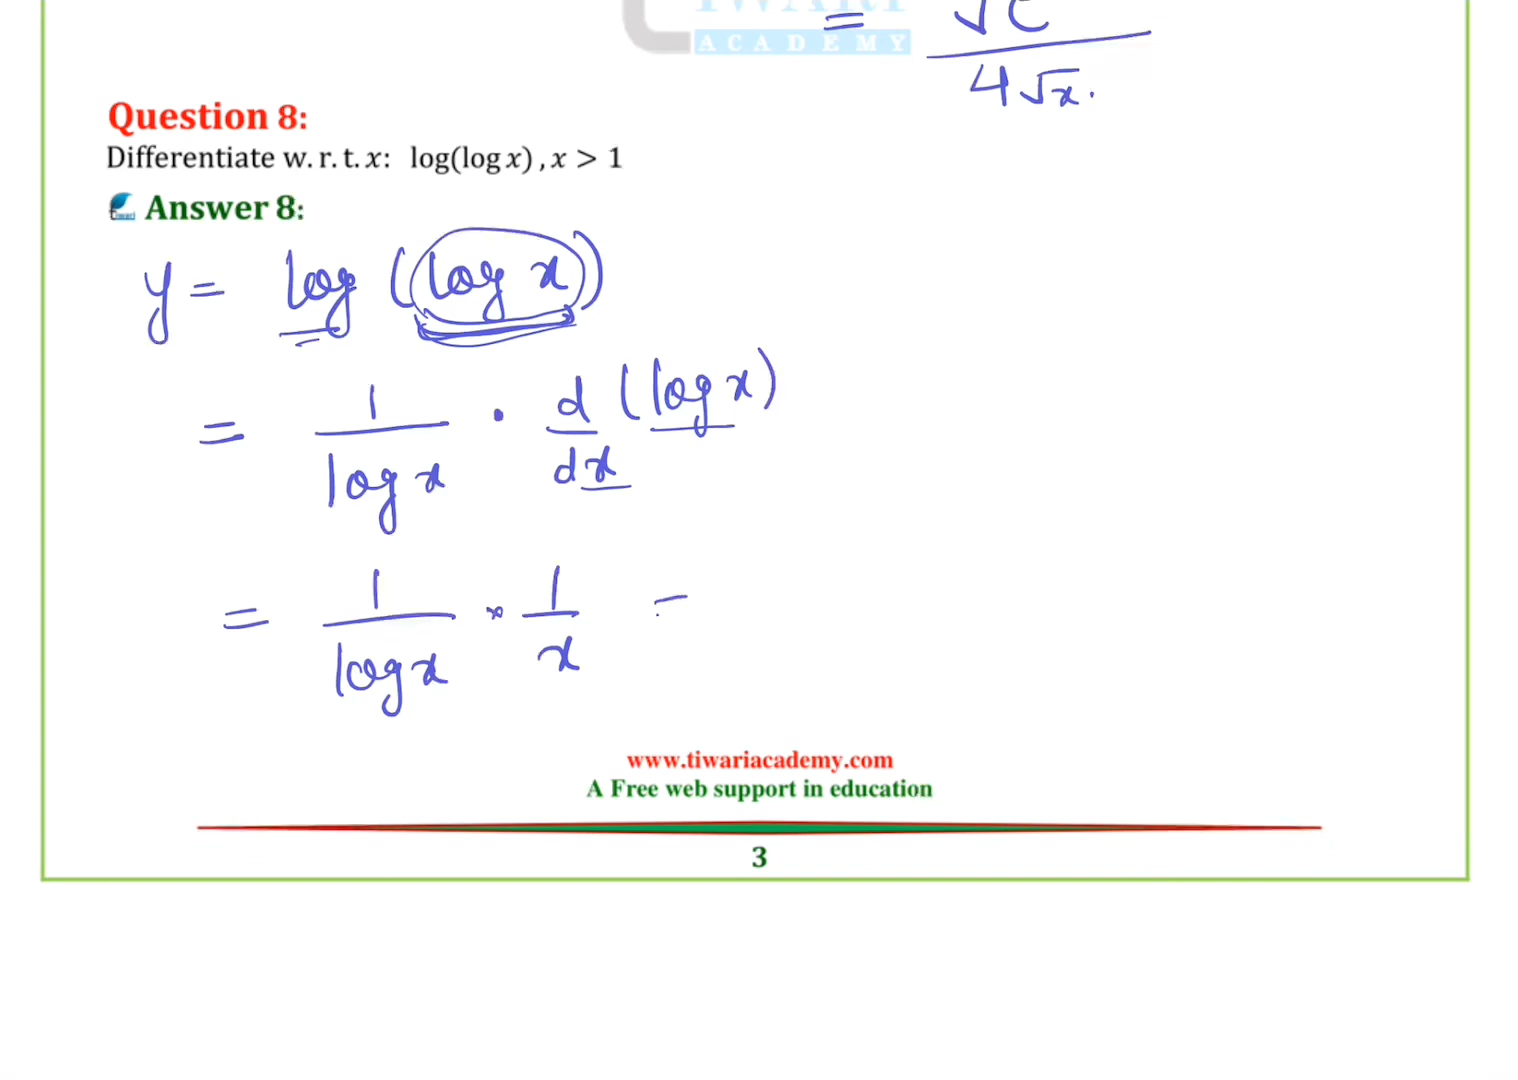 = √e
ACADEMY
4√x.
Question 8:
Differentiate w. r. t. x: log(log x) , x > 1
Answer 8:
y = log (log x)
= 1/log x · d/dx (log x)
= 1/log x × 1/x =
www.tiwariacademy.com
A Free web support in education
3